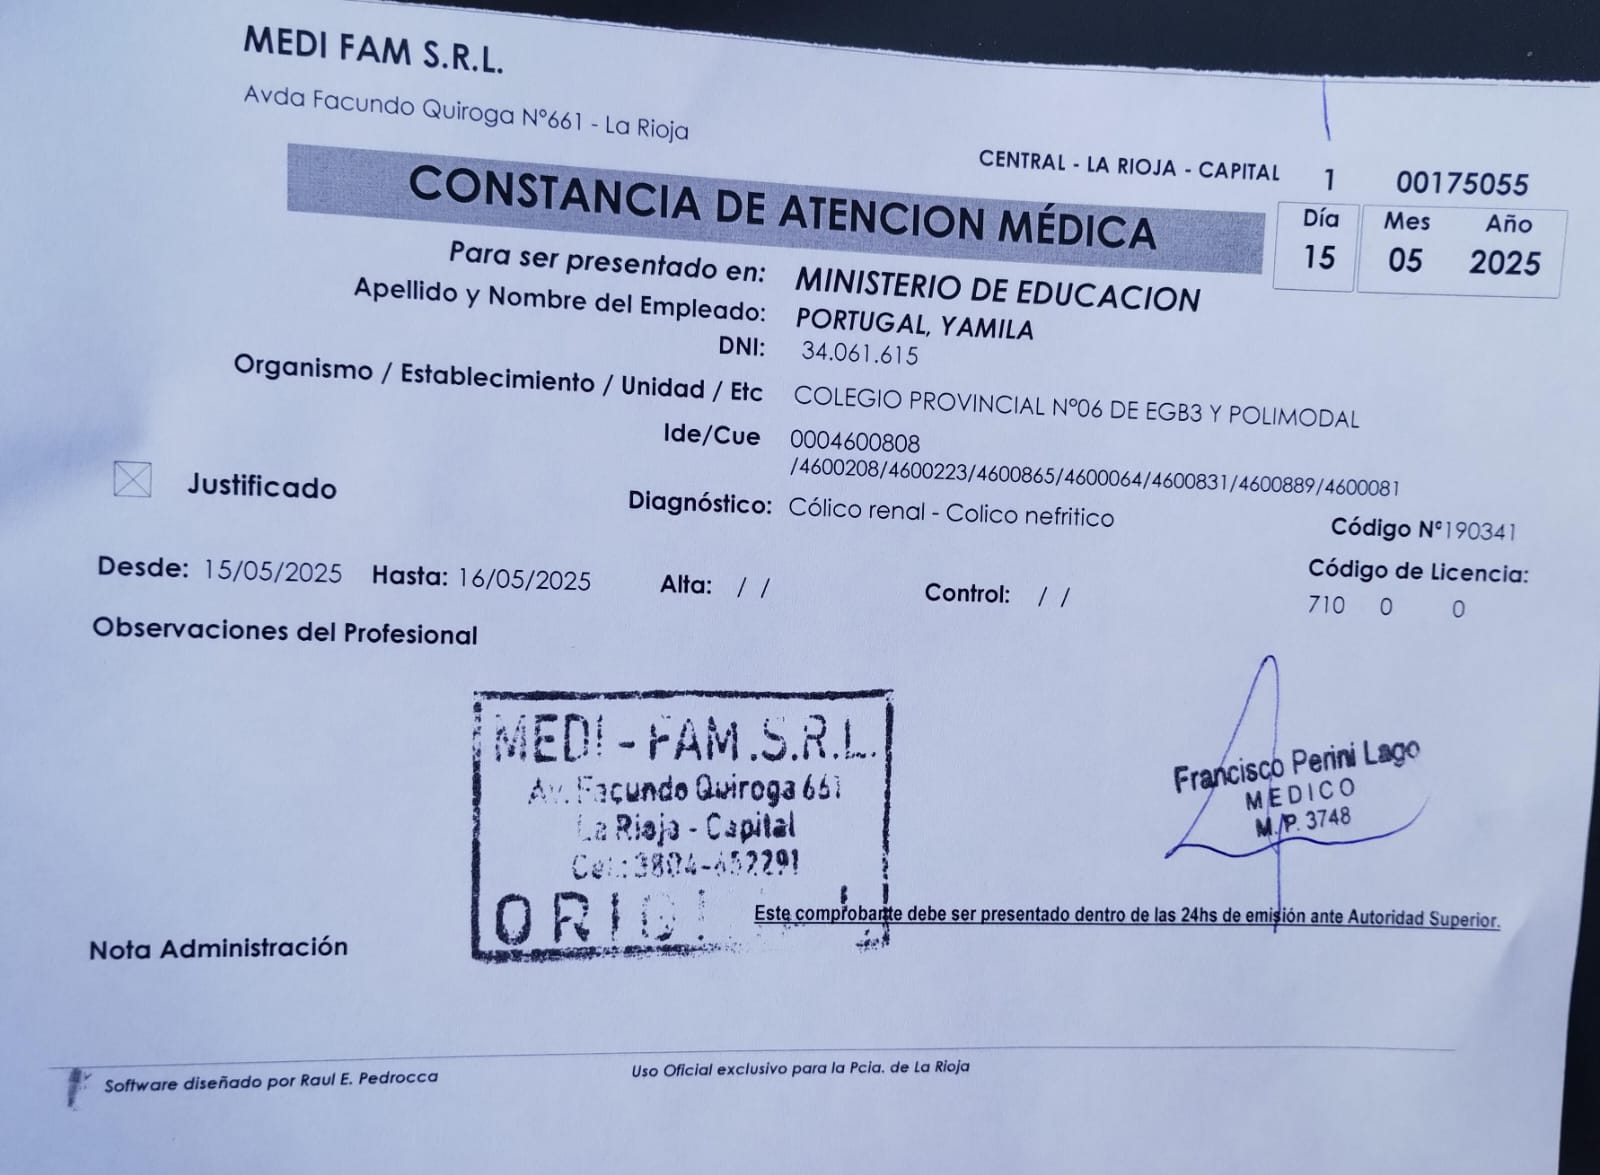 MEDI FAM S.R.L.
Avda Facundo Quiroga Nº661 - La Rioja
CENTRAL - LA RIOJA - CAPITAL 1 00175055
CONSTANCIA DE ATENCION MÉDICA
Día Mes Año
15 05 2025
Para ser presentado en: MINISTERIO DE EDUCACION
Apellido y Nombre del Empleado: PORTUGAL, YAMILA
DNI: 34.061.615
Organismo / Establecimiento / Unidad / Etc COLEGIO PROVINCIAL Nº06 DE EGB3 Y POLIMODAL
Ide/Cue 0004600808
/4600208/4600223/4600865/4600064/4600831/4600889/4600081
Justificado
Diagnóstico: Cólico renal - Colico nefritico
Código Nº190341
Desde: 15/05/2025 Hasta: 16/05/2025 Alta: / / Control: / /
Código de Licencia:
710 0 0
Observaciones del Profesional
MEDI - FAM.S.R.L.
Av. Facundo Quiroga 661
La Rioja - Capital
Cel.: 3804-652291
Francisco Perini Lago
MEDICO
M.P. 3748
Este comprobante debe ser presentado dentro de las 24hs de emisión ante Autoridad Superior.
Nota Administración
Software diseñado por Raul E. Pedrocca
Uso Oficial exclusivo para la Pcia. de La Rioja